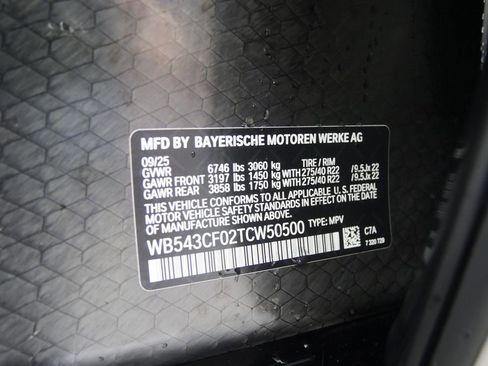 MFD BY BAYERISCHE MOTOREN WERKE AG
09/25 TIRE / RIM
GVWR 6746 lbs 3060 kg
GAWR FRONT 3197 lbs 1450 kg WITH 275/40 R22 /9.5Jx 22
GAWR REAR 3858 lbs 1750 kg WITH 275/40 R22 /9.5Jx 22
THIS VEHICLE CONFORMS TO ALL APPLICABLE U.S. FEDERAL
MOTOR VEHICLE SAFETY STANDARDS IN EFFECT ON THE DATE
OF MANUFACTURE SHOWN ABOVE.
WB543CF02TCW50500 TYPE: MPV
C7A
7 320 729